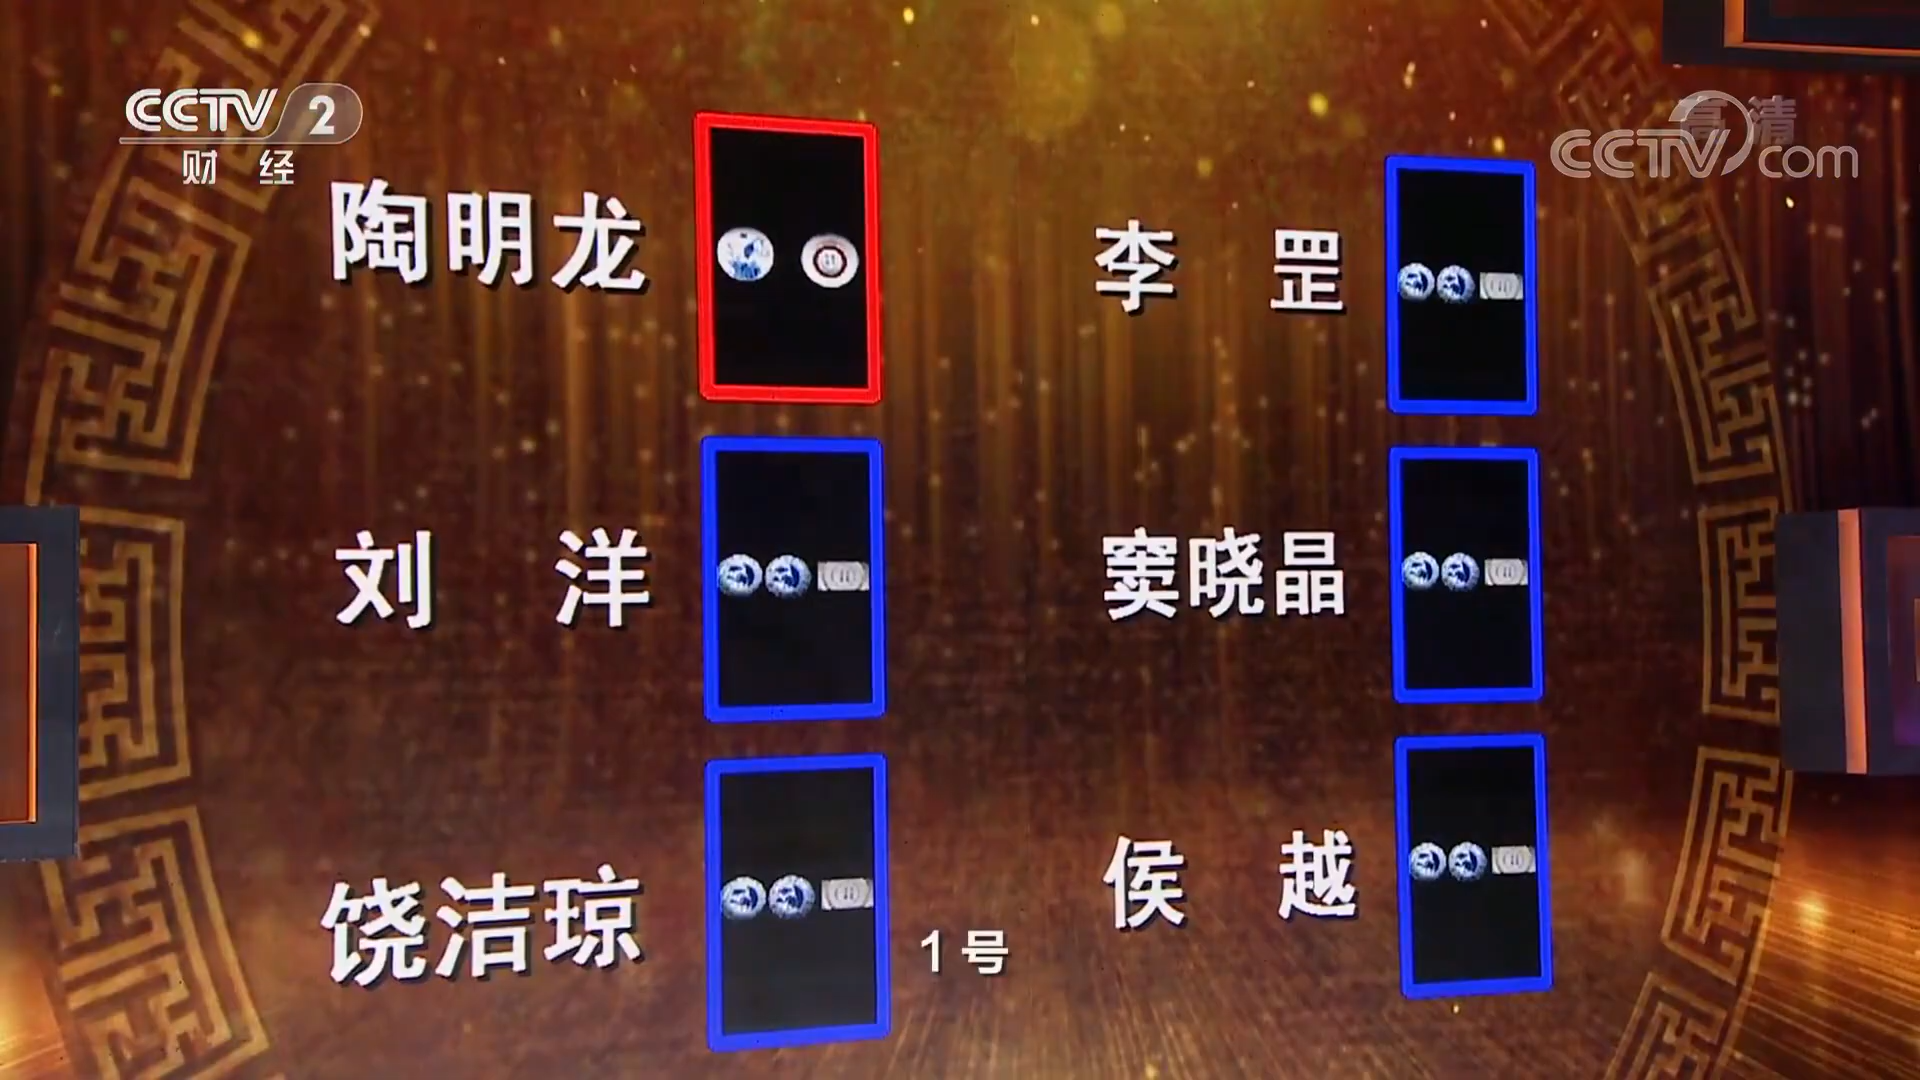 CCTV 2
财 经
高清
CCTV.com
陶明龙
李 罡
刘 洋
窦晓晶
饶洁琼
侯 越
1号